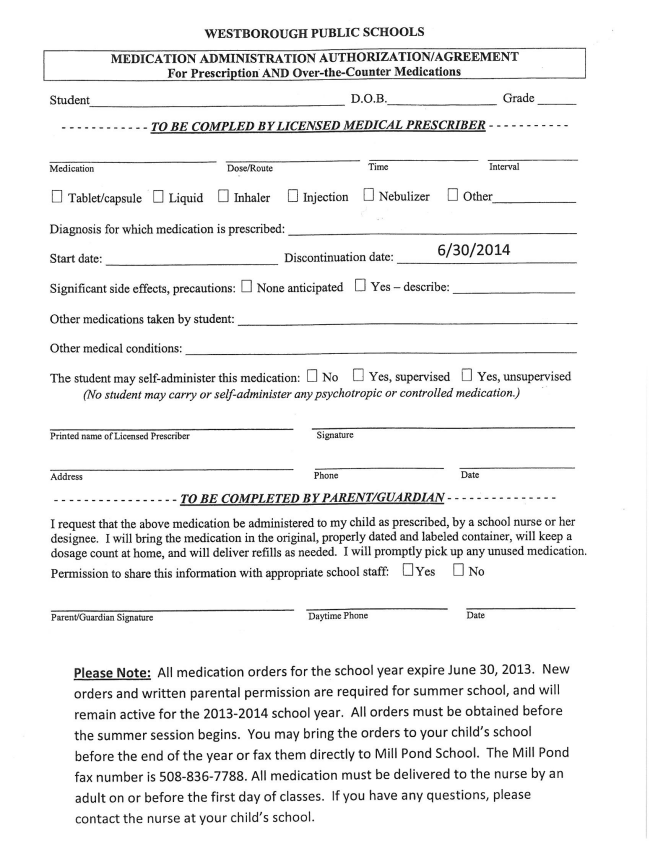 WESTBOROUGH PUBLIC SCHOOLS
MEDICATION ADMINISTRATION AUTHORIZATION/AGREEMENT
For Prescription AND Over-the-Counter Medications
Student D.O.B. Grade
TO BE COMPLED BY LICENSED MEDICAL PRESCRIBER
Medication Dose/Route Time Interval
Tablet/capsule Liquid Inhaler Injection Nebulizer Other
Diagnosis for which medication is prescribed:
Start date: Discontinuation date: 6/30/2014
Significant side effects, precautions: None anticipated Yes – describe:
Other medications taken by student:
Other medical conditions:
The student may self-administer this medication: No Yes, supervised Yes, unsupervised
(No student may carry or self-administer any psychotropic or controlled medication.)
Printed name of Licensed Prescriber Signature
Address Phone Date
TO BE COMPLETED BY PARENT/GUARDIAN
I request that the above medication be administered to my child as prescribed, by a school nurse or her
designee. I will bring the medication in the original, properly dated and labeled container, will keep a
dosage count at home, and will deliver refills as needed. I will promptly pick up any unused medication.
Permission to share this information with appropriate school staff: Yes No
Parent/Guardian Signature Daytime Phone Date
Please Note: All medication orders for the school year expire June 30, 2013. New
orders and written parental permission are required for summer school, and will
remain active for the 2013-2014 school year. All orders must be obtained before
the summer session begins. You may bring the orders to your child's school
before the end of the year or fax them directly to Mill Pond School. The Mill Pond
fax number is 508-836-7788. All medication must be delivered to the nurse by an
adult on or before the first day of classes. If you have any questions, please
contact the nurse at your child's school.